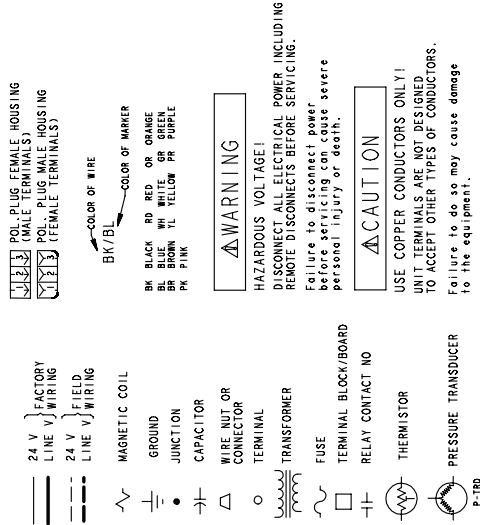 24 V
LINE V
FACTORY
WIRING
24 V
LINE V
FIELD
WIRING
MAGNETIC COIL
GROUND
JUNCTION
CAPACITOR
WIRE NUT OR
CONNECTOR
TERMINAL
TRANSFORMER
FUSE
TERMINAL BLOCK/BOARD
RELAY CONTACT NO
THERMISTOR
PRESSURE TRANSDUCER
P-TRD
1 2 3
POL. PLUG FEMALE HOUSING
(MALE TERMINALS)
1 2 3
POL. PLUG MALE HOUSING
(FEMALE TERMINALS)
COLOR OF WIRE
BK/BL
COLOR OF MARKER
BK BLACK RD RED OR ORANGE
BL BLUE WH WHITE GR GREEN
BR BROWN YL YELLOW PR PURPLE
PK PINK
WARNING
HAZARDOUS VOLTAGE!
DISCONNECT ALL ELECTRICAL POWER INCLUDING
REMOTE DISCONNECTS BEFORE SERVICING.
Failure to disconnect power
before servicing can cause severe
personal injury or death.
CAUTION
USE COPPER CONDUCTORS ONLY!
UNIT TERMINALS ARE NOT DESIGNED
TO ACCEPT OTHER TYPES OF CONDUCTORS.
Failure to do so may cause damage
to the equipment.